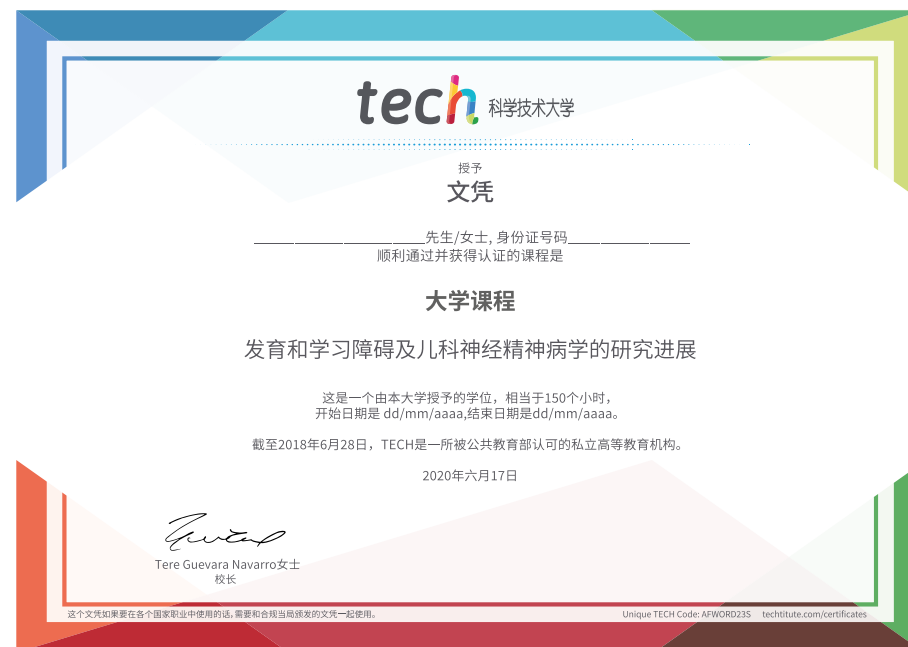 tech 科学技术大学
授予
文凭
______________________先生/女士, 身份证号码______________
顺利通过并获得认证的课程是
大学课程
发育和学习障碍及儿科神经精神病学的研究进展
这是一个由本大学授予的学位，相当于150个小时，
开始日期是 dd/mm/aaaa,结束日期是dd/mm/aaaa。
截至2018年6月28日，TECH是一所被公共教育部认可的私立高等教育机构。
2020年六月17日
Tere Guevara Navarro女士
校长
这个文凭如果要在各个国家职业中使用的话,需要和合规当局颁发的文凭一起使用。
Unique TECH Code: AFWORD23S techtitute.com/certificates